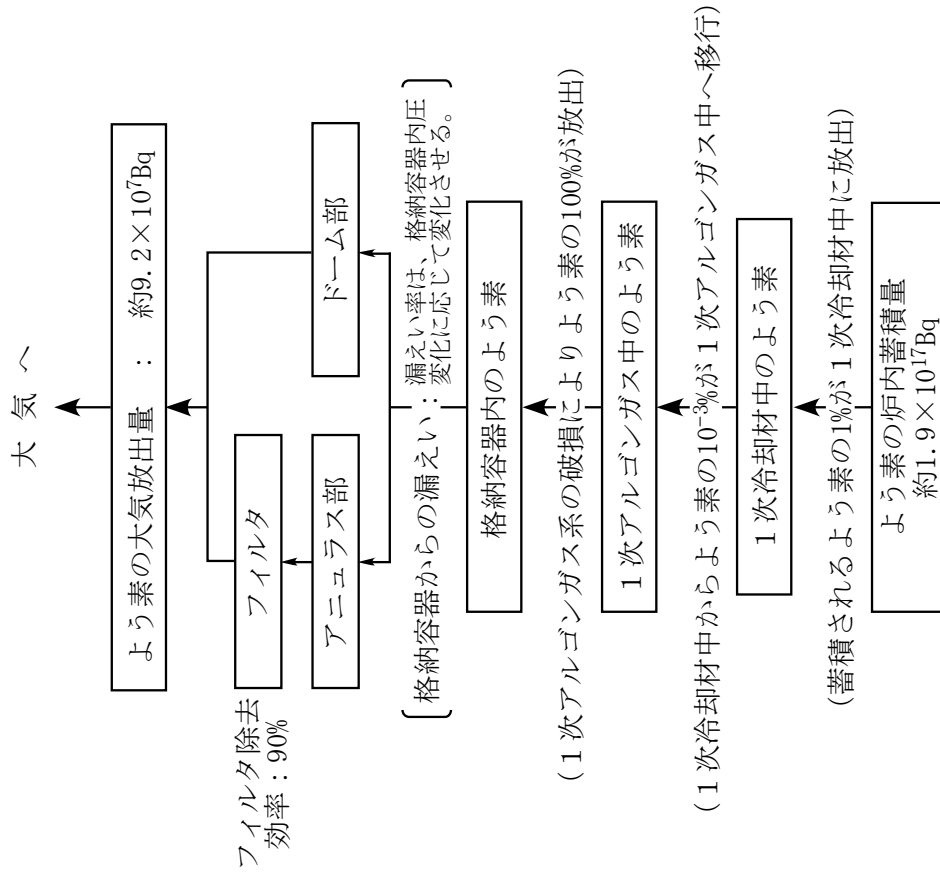 よう素の炉内蓄積量
約1.9×10¹⁷Bq
(蓄積されるよう素の1%が1次冷却材中に放出)
1次冷却材中のよう素
(1次冷却材中からよう素の10⁻³%が1次アルゴンガス中へ移行)
1次アルゴンガス中のよう素
(1次アルゴンガス系の破損によりよう素の100%が放出)
格納容器内のよう素
格納容器からの漏えい：漏えい率は、格納容器内圧
変化に応じて変化させる。
アニュラス部
ドーム部
フィルタ
フィルタ除去
効率：90%
よう素の大気放出量 ： 約9.2×10⁷Bq
大気へ